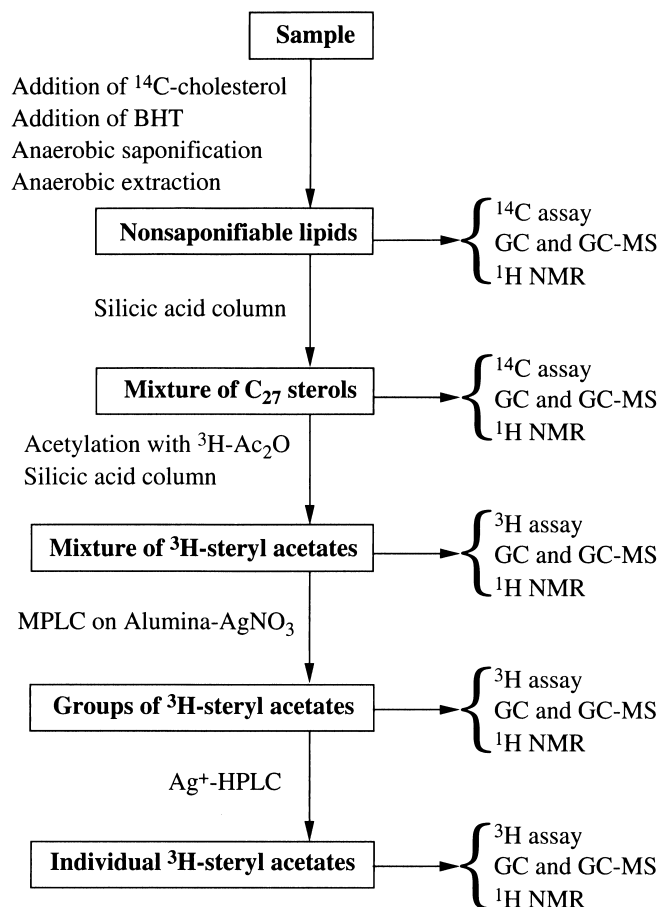 Sample
Addition of ¹⁴C-cholesterol
Addition of BHT
Anaerobic saponification
Anaerobic extraction
Nonsaponifiable lipids
¹⁴C assay
GC and GC-MS
¹H NMR
Silicic acid column
Mixture of C₂₇ sterols
¹⁴C assay
GC and GC-MS
¹H NMR
Acetylation with ³H-Ac₂O
Silicic acid column
Mixture of ³H-steryl acetates
³H assay
GC and GC-MS
¹H NMR
MPLC on Alumina-AgNO₃
Groups of ³H-steryl acetates
³H assay
GC and GC-MS
¹H NMR
Ag⁺-HPLC
Individual ³H-steryl acetates
³H assay
GC and GC-MS
¹H NMR